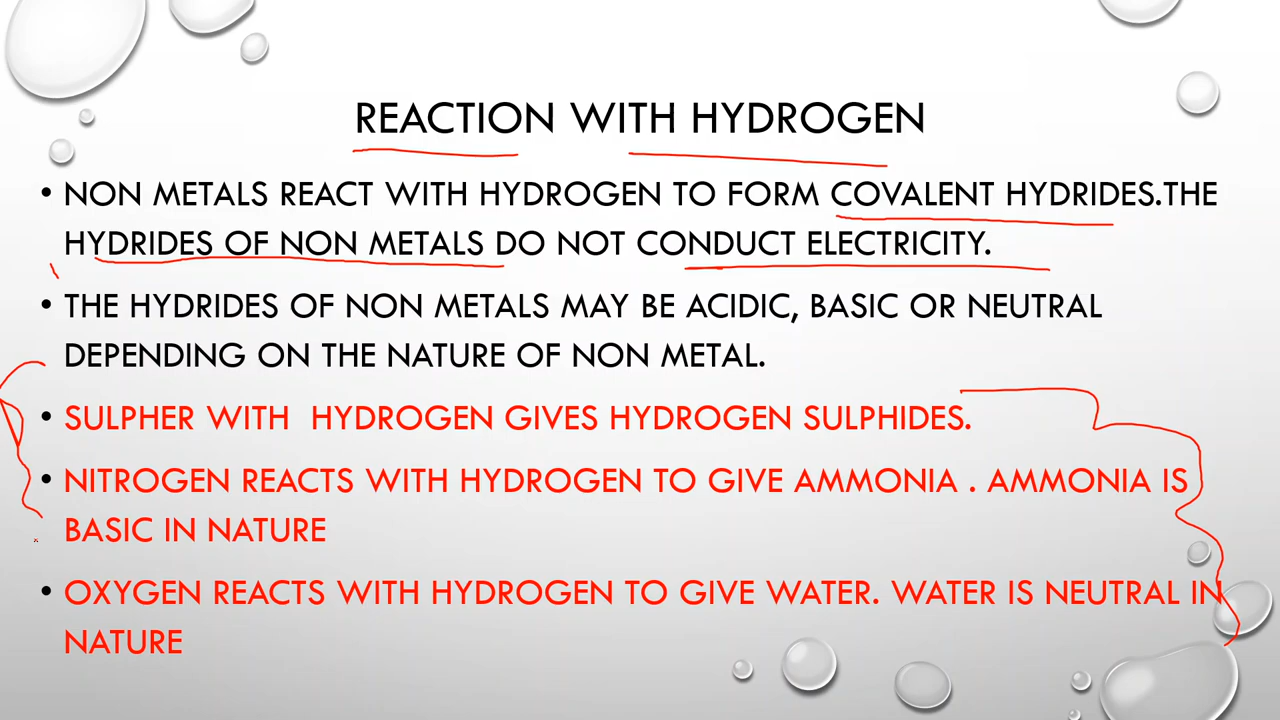 REACTION WITH HYDROGEN
• NON METALS REACT WITH HYDROGEN TO FORM COVALENT HYDRIDES.THE
HYDRIDES OF NON METALS DO NOT CONDUCT ELECTRICITY.
• THE HYDRIDES OF NON METALS MAY BE ACIDIC, BASIC OR NEUTRAL
DEPENDING ON THE NATURE OF NON METAL.
• SULPHER WITH  HYDROGEN GIVES HYDROGEN SULPHIDES.
• NITROGEN REACTS WITH HYDROGEN TO GIVE AMMONIA . AMMONIA IS
BASIC IN NATURE
• OXYGEN REACTS WITH HYDROGEN TO GIVE WATER. WATER IS NEUTRAL IN
NATURE